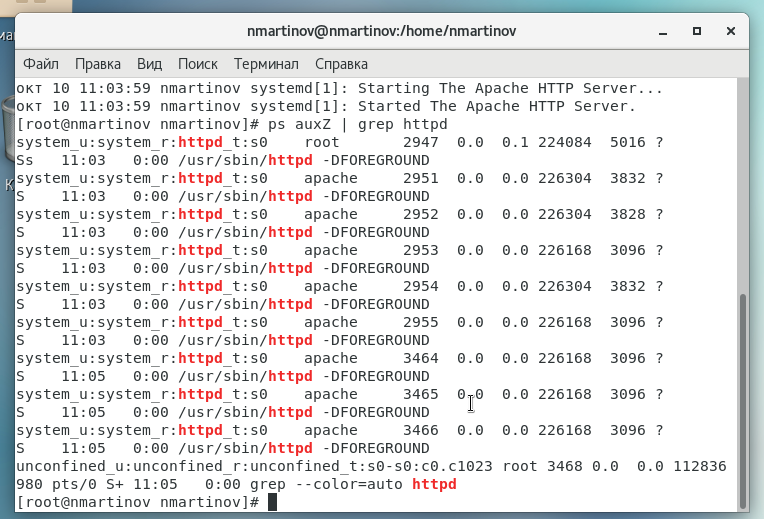 nmartinov@nmartinov:/home/nmartinov
Файл Правка Вид Поиск Терминал Справка
окт 10 11:03:59 nmartinov systemd[1]: Starting The Apache HTTP Server...
окт 10 11:03:59 nmartinov systemd[1]: Started The Apache HTTP Server.
[root@nmartinov nmartinov]# ps auxZ | grep httpd
system_u:system_r:httpd_t:s0    root       2947  0.0  0.1 224084  5016 ?
Ss   11:03   0:00 /usr/sbin/httpd -DFOREGROUND
system_u:system_r:httpd_t:s0    apache     2951  0.0  0.0 226304  3832 ?
S    11:03   0:00 /usr/sbin/httpd -DFOREGROUND
system_u:system_r:httpd_t:s0    apache     2952  0.0  0.0 226304  3828 ?
S    11:03   0:00 /usr/sbin/httpd -DFOREGROUND
system_u:system_r:httpd_t:s0    apache     2953  0.0  0.0 226168  3096 ?
S    11:03   0:00 /usr/sbin/httpd -DFOREGROUND
system_u:system_r:httpd_t:s0    apache     2954  0.0  0.0 226304  3832 ?
S    11:03   0:00 /usr/sbin/httpd -DFOREGROUND
system_u:system_r:httpd_t:s0    apache     2955  0.0  0.0 226168  3096 ?
S    11:03   0:00 /usr/sbin/httpd -DFOREGROUND
system_u:system_r:httpd_t:s0    apache     3464  0.0  0.0 226168  3096 ?
S    11:05   0:00 /usr/sbin/httpd -DFOREGROUND
system_u:system_r:httpd_t:s0    apache     3465  0.0  0.0 226168  3096 ?
S    11:05   0:00 /usr/sbin/httpd -DFOREGROUND
system_u:system_r:httpd_t:s0    apache     3466  0.0  0.0 226168  3096 ?
S    11:05   0:00 /usr/sbin/httpd -DFOREGROUND
unconfined_u:unconfined_r:unconfined_t:s0-s0:c0.c1023 root 3468 0.0  0.0 112836
980 pts/0 S+ 11:05   0:00 grep --color=auto httpd
[root@nmartinov nmartinov]#